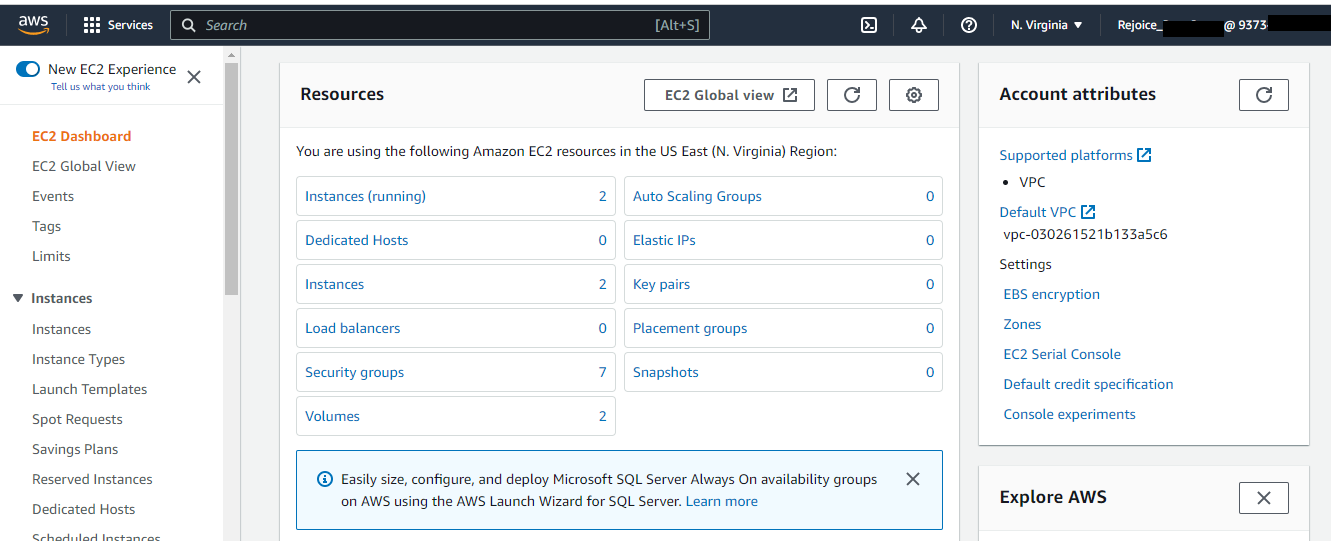 aws
Services
Search
[Alt+S]
N. Virginia
Rejoice_
@ 9373-
New EC2 Experience
Tell us what you think
EC2 Dashboard
EC2 Global View
Events
Tags
Limits
Instances
Instances
Instance Types
Launch Templates
Spot Requests
Savings Plans
Reserved Instances
Dedicated Hosts
Scheduled Instances
Resources
EC2 Global view
You are using the following Amazon EC2 resources in the US East (N. Virginia) Region:
Instances (running) 2
Auto Scaling Groups 0
Dedicated Hosts 0
Elastic IPs 0
Instances 2
Key pairs 0
Load balancers 0
Placement groups 0
Security groups 7
Snapshots 0
Volumes 2
Easily size, configure, and deploy Microsoft SQL Server Always On availability groups
on AWS using the AWS Launch Wizard for SQL Server. Learn more
Account attributes
Supported platforms
• VPC
Default VPC
vpc-030261521b133a5c6
Settings
EBS encryption
Zones
EC2 Serial Console
Default credit specification
Console experiments
Explore AWS